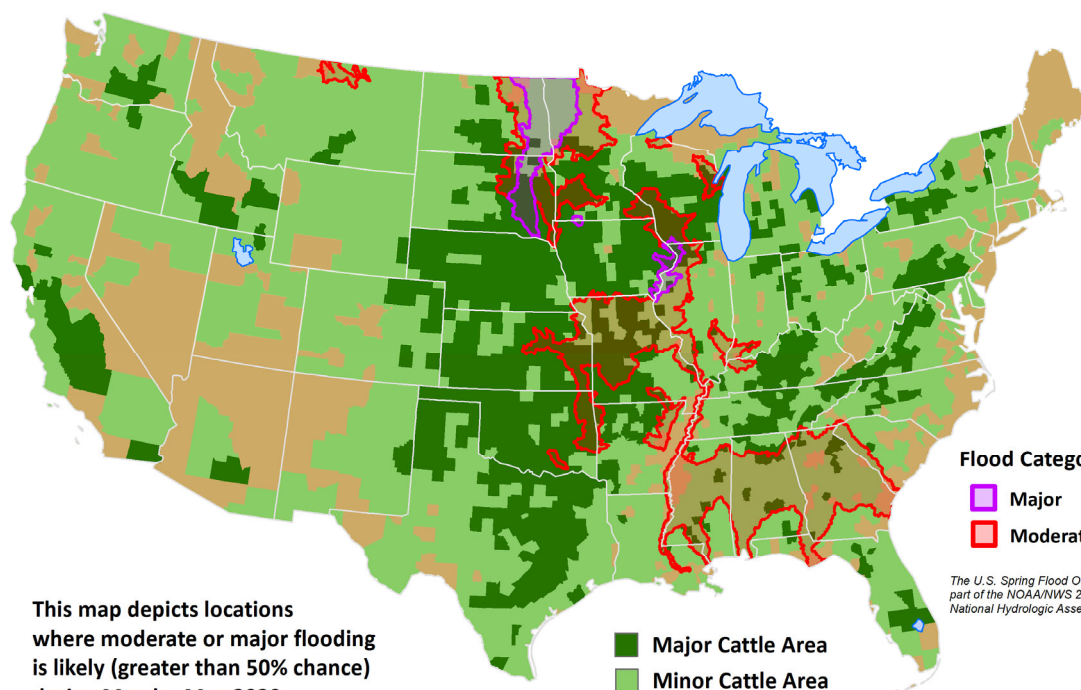 Flood Catego
Major
Moderat
The U.S. Spring Flood O
part of the NOAA/NWS 2
National Hydrologic Asse
This map depicts locations
where moderate or major flooding
is likely (greater than 50% chance)
Major Cattle Area
Minor Cattle Area